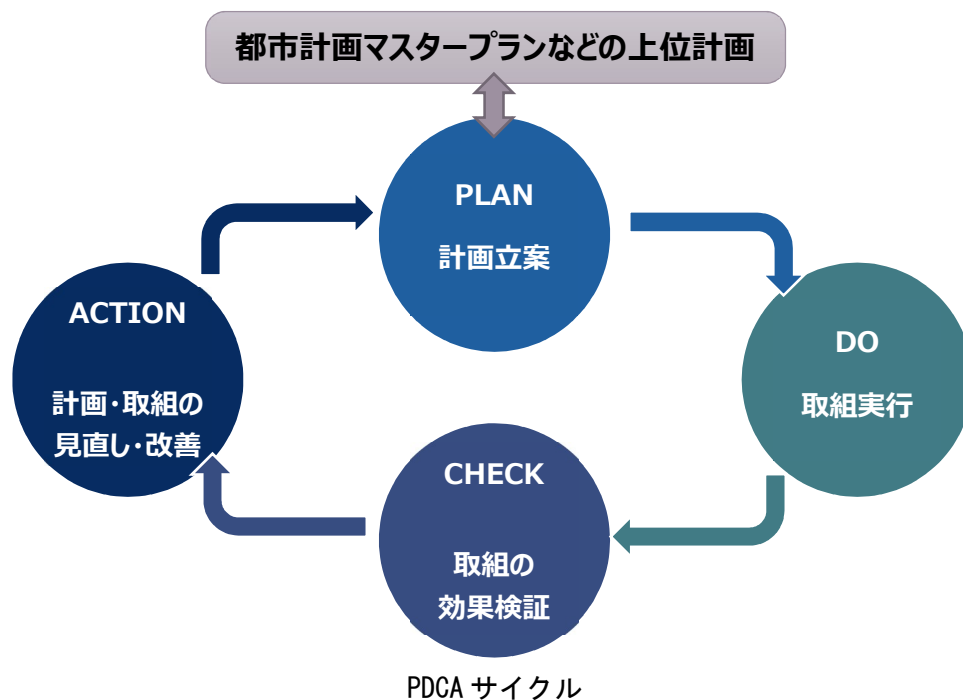 都市計画マスタープランなどの上位計画
PLAN
計画立案
DO
取組実行
CHECK
取組の
効果検証
ACTION
計画・取組の
見直し・改善
PDCA サイクル